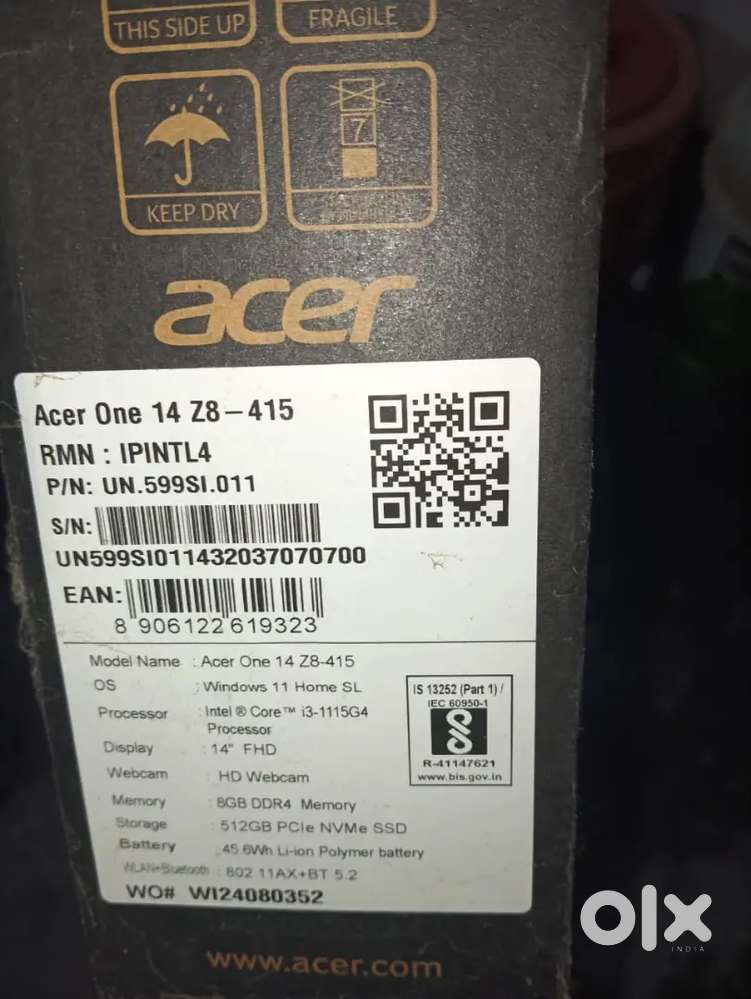 THIS SIDE UP
FRAGILE
7
KEEP DRY
acer
Acer One 14 Z8-415
RMN : IPINTL4
P/N: UN.599SI.011
S/N:
UN599SI011432037070700
EAN:
8 906122 619323
Model Name : Acer One 14 Z8-415
OS : Windows 11 Home SL
Processor : Intel ® Core™ i3-1115G4
Processor
Display : 14" FHD
Webcam : HD Webcam
Memory : 8GB DDR4 Memory
Storage : 512GB PCIe NVMe SSD
Battery : 45.6Wh Li-ion Polymer battery
WLAN+Bluetooth : 802.11AX+BT 5.2
WO# WI24080352
IS 13252 (Part 1) /
IEC 60950-1
R-41147621
www.bis.gov.in
www.acer.com
olx
INDIA